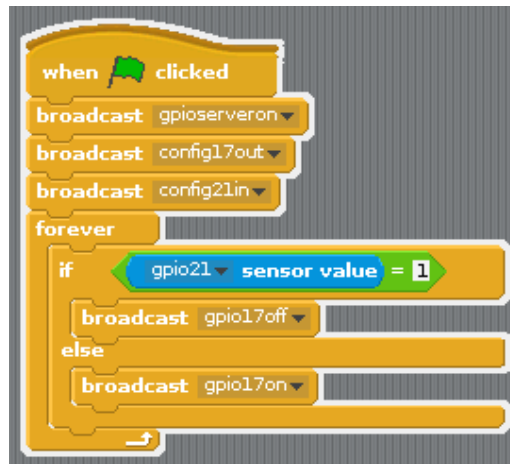 when clicked
broadcast gpioserveron
broadcast config17out
broadcast config21in
forever
if gpio21 sensor value = 1
broadcast gpio17off
else
broadcast gpio17on